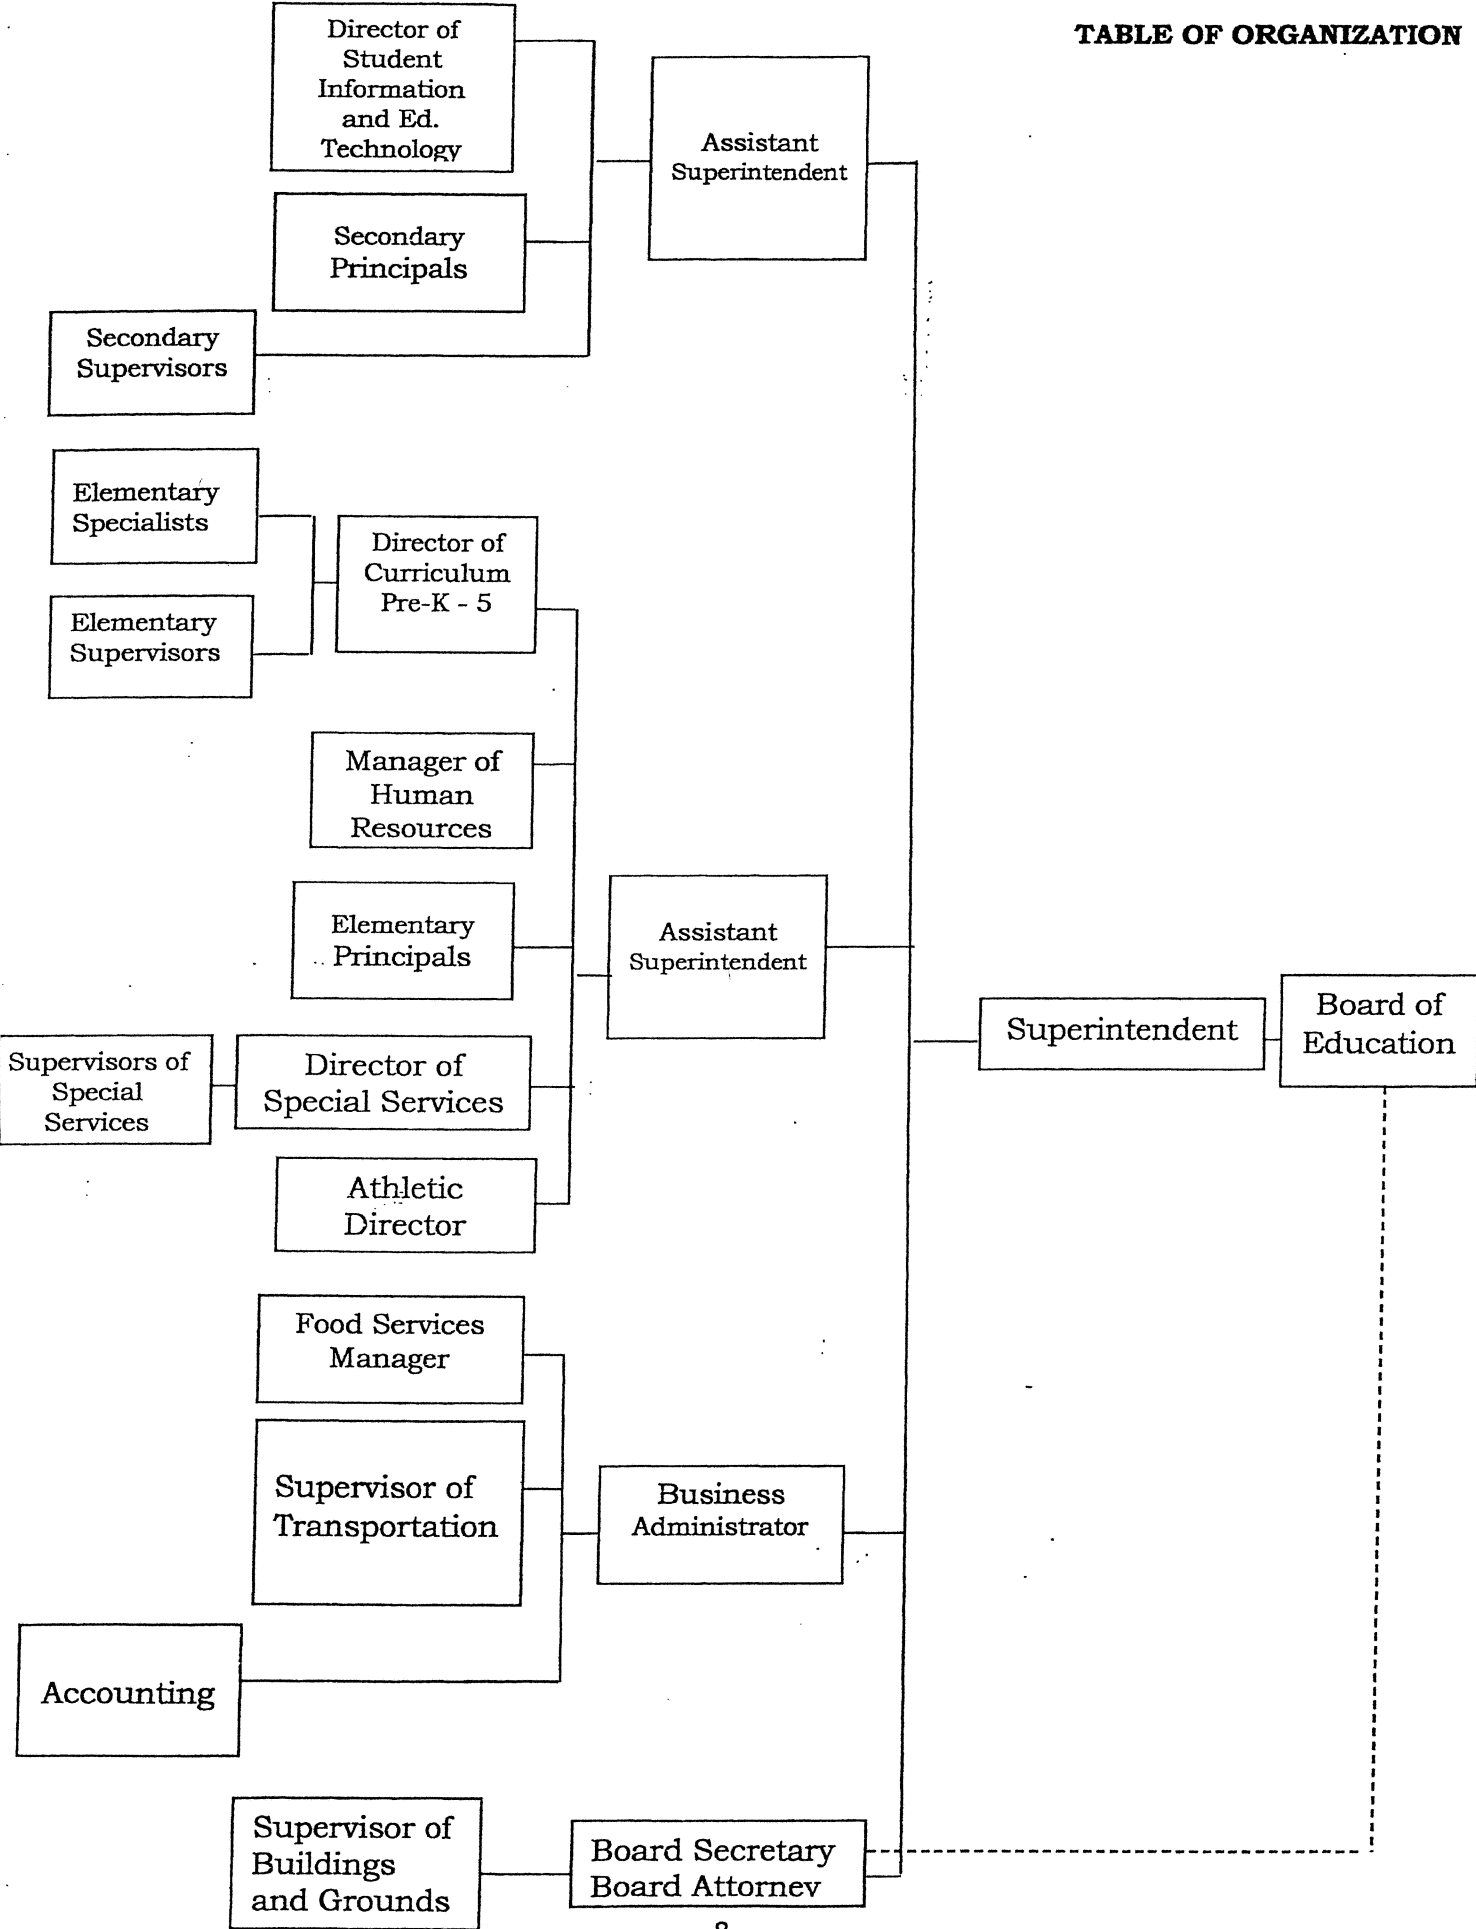 TABLE OF ORGANIZATION
Director of
Student
Information
and Ed.
Technology
Assistant
Superintendent
Secondary
Principals
Secondary
Supervisors
Elementary
Specialists
Director of
Curriculum
Pre-K - 5
Elementary
Supervisors
Manager of
Human
Resources
Elementary
Principals
Assistant
Superintendent
Superintendent
Board of
Education
Supervisors of
Special
Services
Director of
Special Services
Athletic
Director
Food Services
Manager
Supervisor of
Transportation
Business
Administrator
Accounting
Supervisor of
Buildings
and Grounds
Board Secretary
Board Attorney